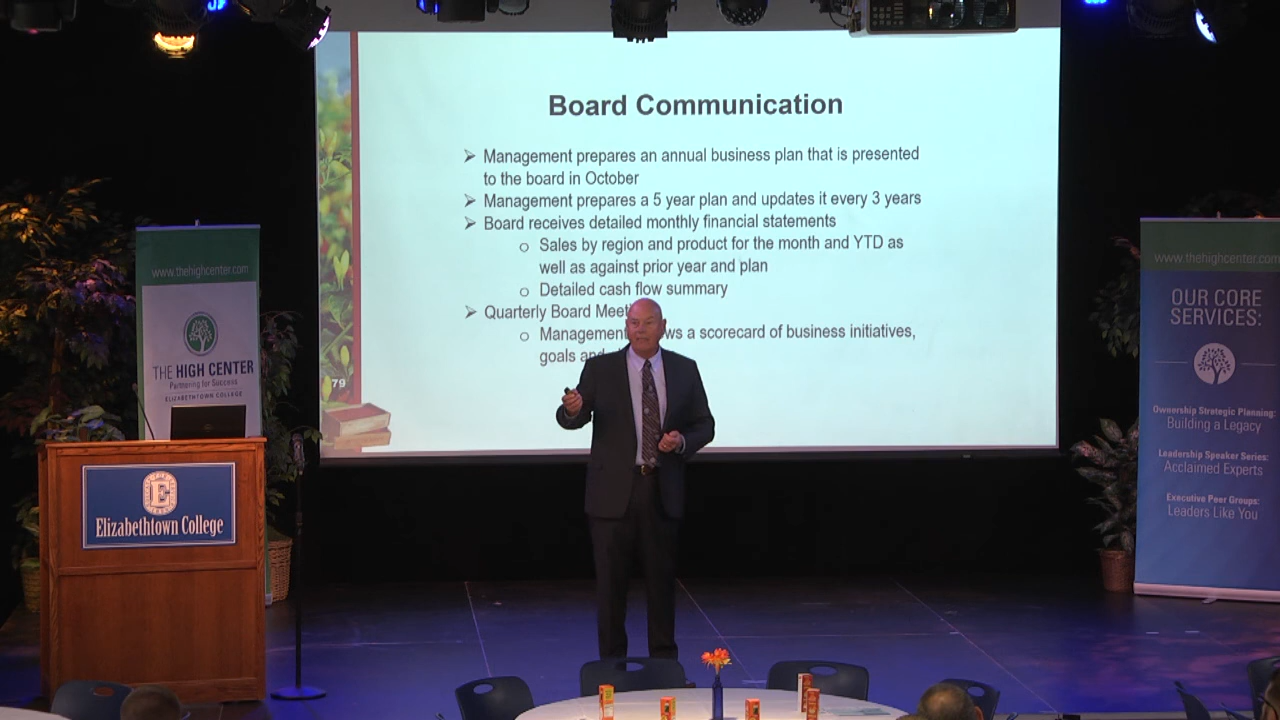 Board Communication
➢ Management prepares an annual business plan that is presented
to the board in October
➢ Management prepares a 5 year plan and updates it every 3 years
➢ Board receives detailed monthly financial statements
o Sales by region and product for the month and YTD as
well as against prior year and plan
o Detailed cash flow summary
➢ Quarterly Board Meet
o Management ws a scorecard of business initiatives,
goals and
79
www.thehighcenter.com
THE HIGH CENTER
Partnering for Success
ELIZABETHTOWN COLLEGE
E
Elizabethtown College
www.thehighcenter.com
OUR CORE
SERVICES:
Ownership Strategic Planning:
Building a Legacy
Leadership Speaker Series:
Acclaimed Experts
Executive Peer Groups:
Leaders Like You